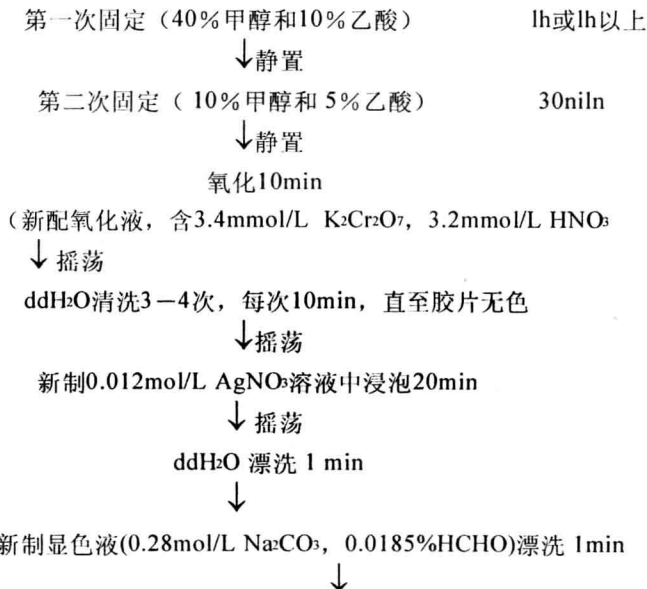 第一次固定（40%甲醇和10%乙酸） lh或lh以上
↓静置
第二次固定（ 10%甲醇和 5%乙酸） 30niln
↓静置
氧化10min
（新配氧化液，含3.4mmol/L K₂Cr₂O₇，3.2mmol/L HNO₃
↓ 摇荡
ddH₂O清洗3－4次，每次10min，直至胶片无色
↓摇荡
新制0.012mol/L AgNO₃溶液中浸泡20min
↓ 摇荡
ddH₂O 漂洗 1 min
↓
新制显色液(0.28mol/L Na₂CO₃，0.0185%HCHO)漂洗 1min
↓